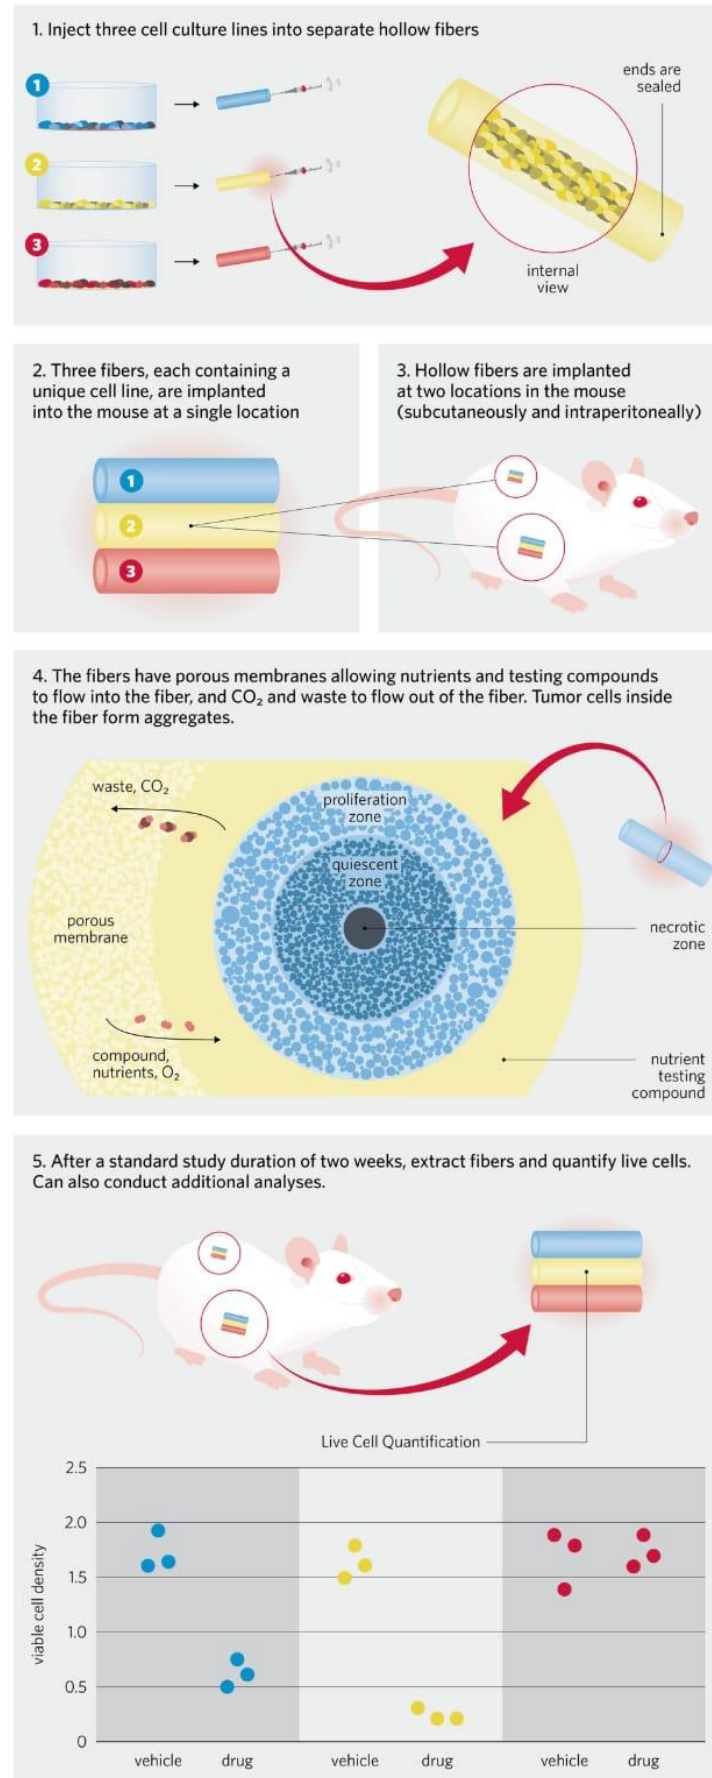 1. Inject three cell culture lines into separate hollow fibers
1
2
3
ends are
sealed
internal
view
2. Three fibers, each containing a
unique cell line, are implanted
into the mouse at a single location
1
2
3
3. Hollow fibers are implanted
at two locations in the mouse
(subcutaneously and intraperitoneally)
4. The fibers have porous membranes allowing nutrients and testing compounds
to flow into the fiber, and CO₂ and waste to flow out of the fiber. Tumor cells inside
the fiber form aggregates.
waste, CO₂
proliferation
zone
quiescent
zone
porous
membrane
necrotic
zone
compound,
nutrients, O₂
nutrient
testing
compound
5. After a standard study duration of two weeks, extract fibers and quantify live cells.
Can also conduct additional analyses.
Live Cell Quantification
viable cell density
2.5
2.0
1.5
1.0
0.5
0
vehicle drug vehicle drug vehicle drug